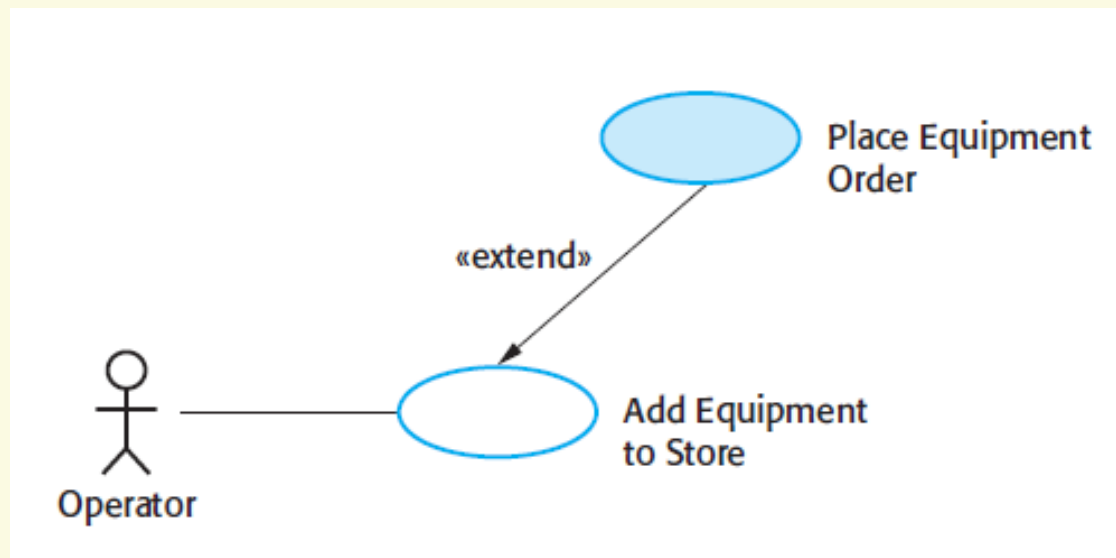 Place Equipment
Order
«extend»
Add Equipment
to Store
Operator